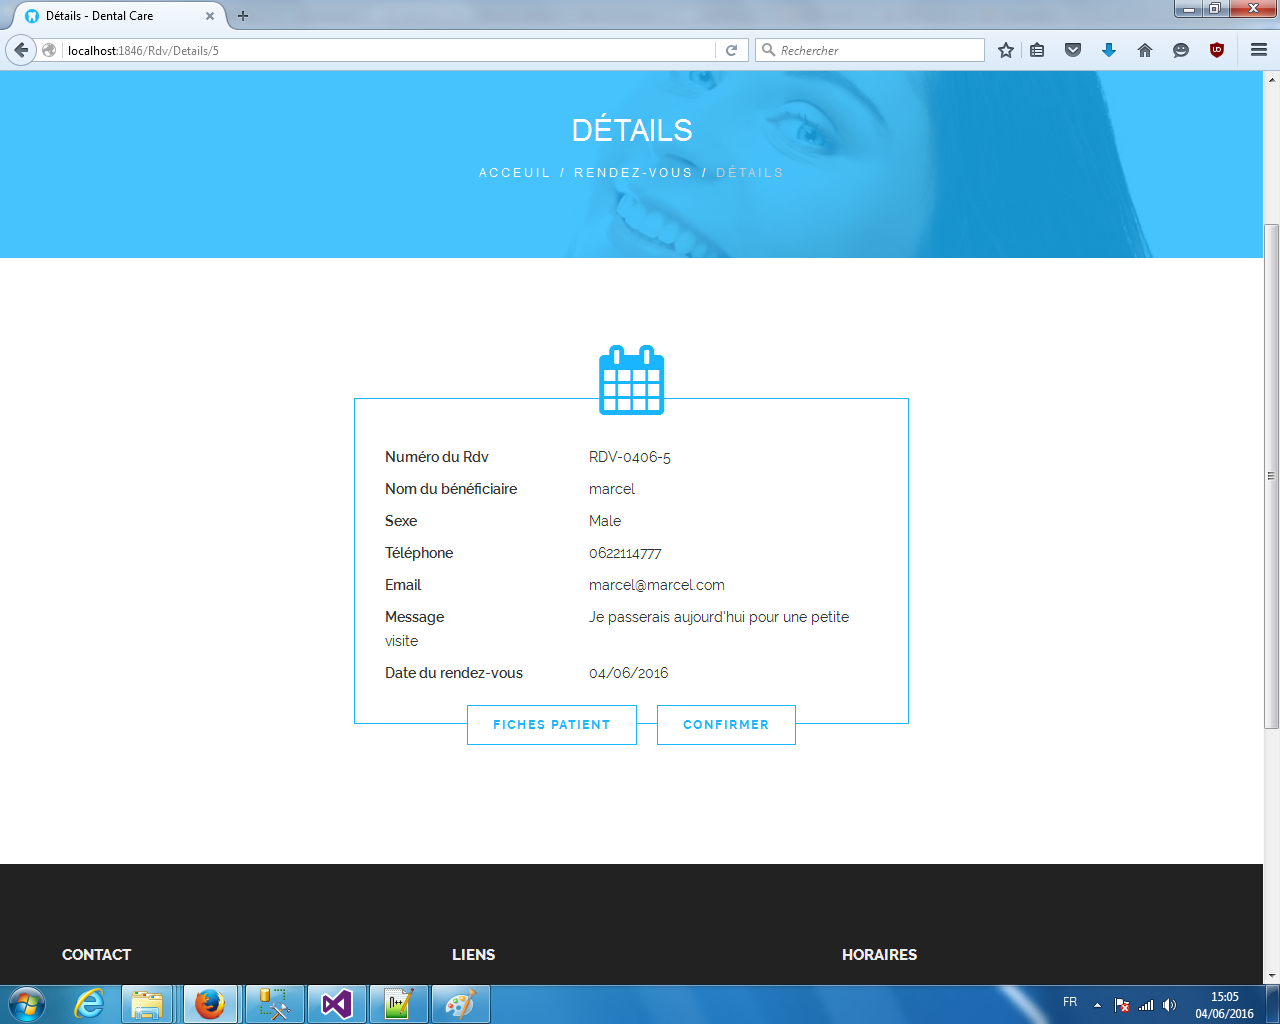 Détails - Dental Care
localhost:1846/Rdv/Details/5
Rechercher
DÉTAILS
ACCEUIL / RENDEZ-VOUS / DÉTAILS
Numéro du Rdv RDV-0406-5
Nom du bénéficiaire marcel
Sexe Male
Téléphone 0622114777
Email marcel@marcel.com
Message Je passerais aujourd'hui pour une petite
visite
Date du rendez-vous 04/06/2016
FICHES PATIENT CONFIRMER
CONTACT LIENS HORAIRES
FR 15:05
04/06/2016